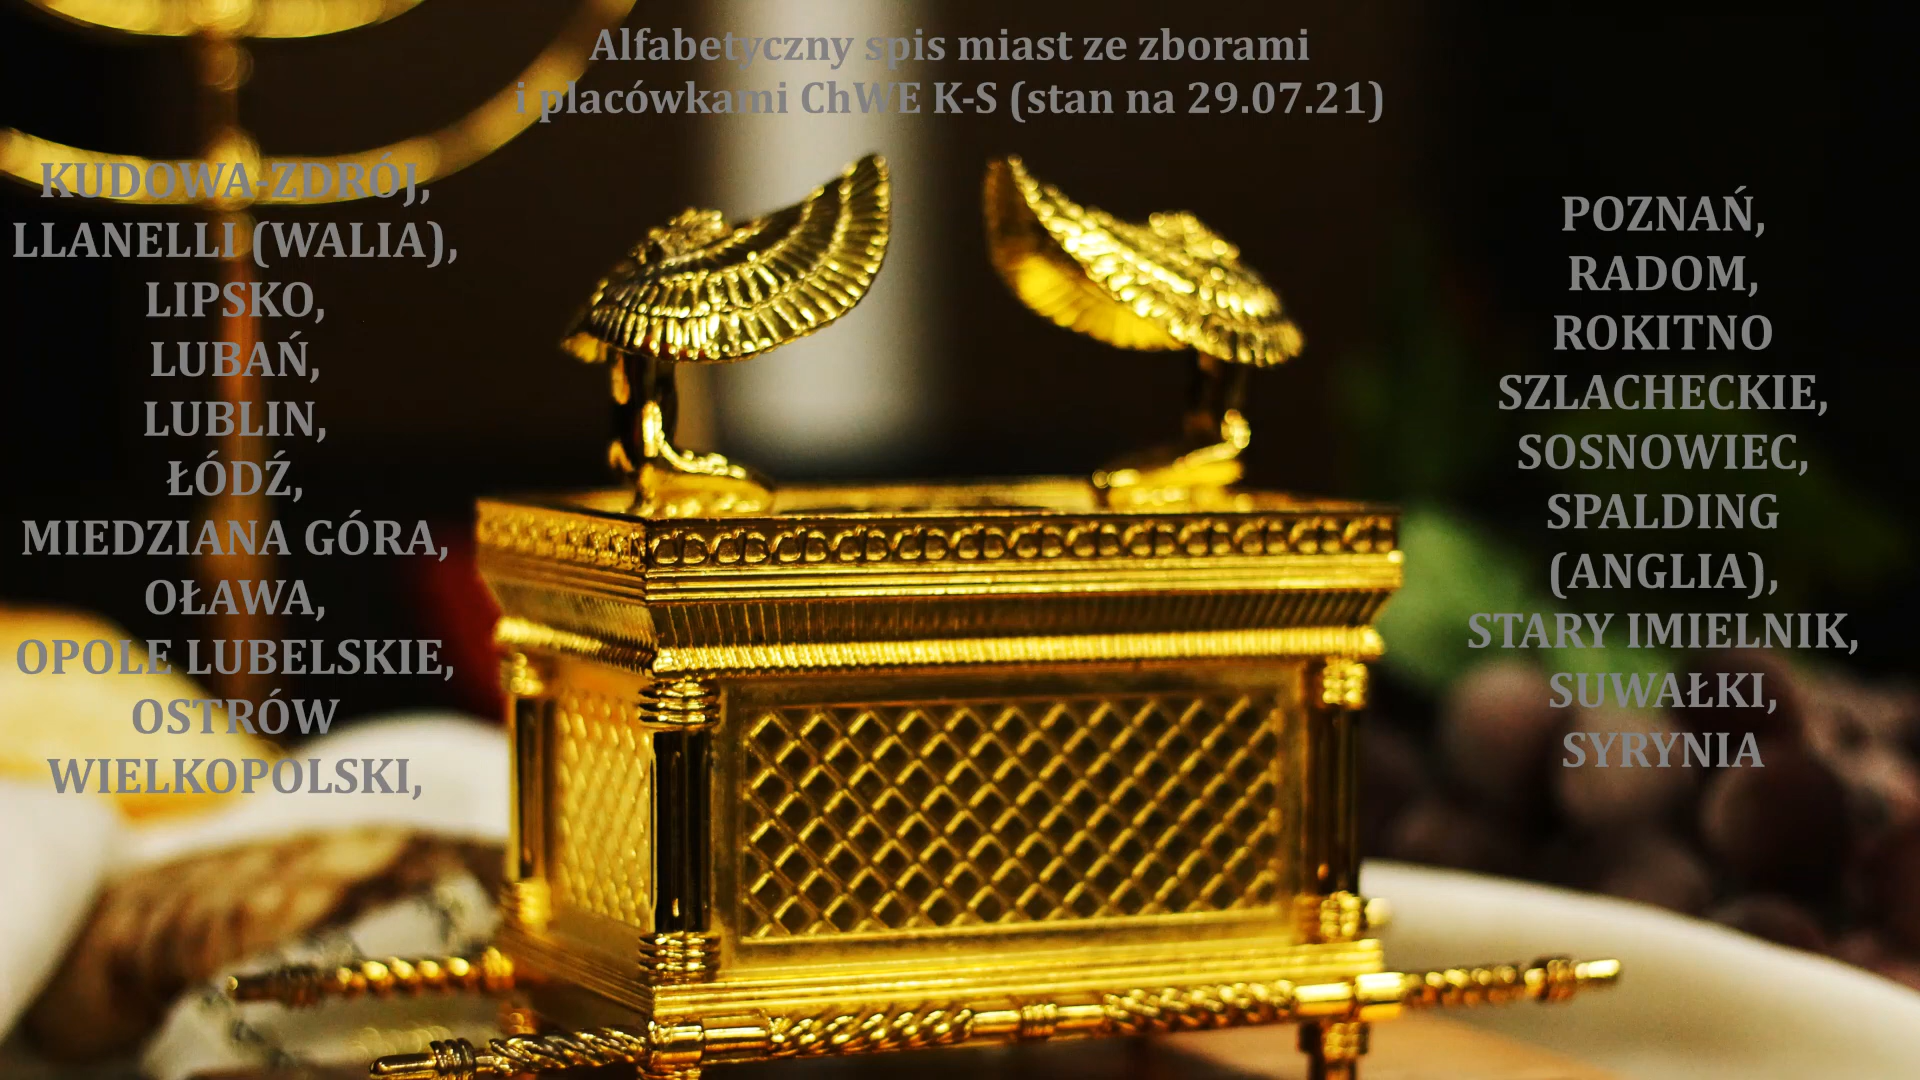 Alfabetyczny spis miast ze zborami
i placówkami ChWE K-S (stan na 29.07.21)
KUDOWA-ZDRÓJ,
LLANELLI (WALIA),
LIPSKO,
LUBAŃ,
LUBLIN,
ŁÓDŹ,
MIEDZIANA GÓRA,
OŁAWA,
OPOLE LUBELSKIE,
OSTRÓW
WIELKOPOLSKI,
POZNAŃ,
RADOM,
ROKITNO
SZLACHECKIE,
SOSNOWIEC,
SPALDING
(ANGLIA),
STARY IMIELNIK,
SUWAŁKI,
SYRYNIA